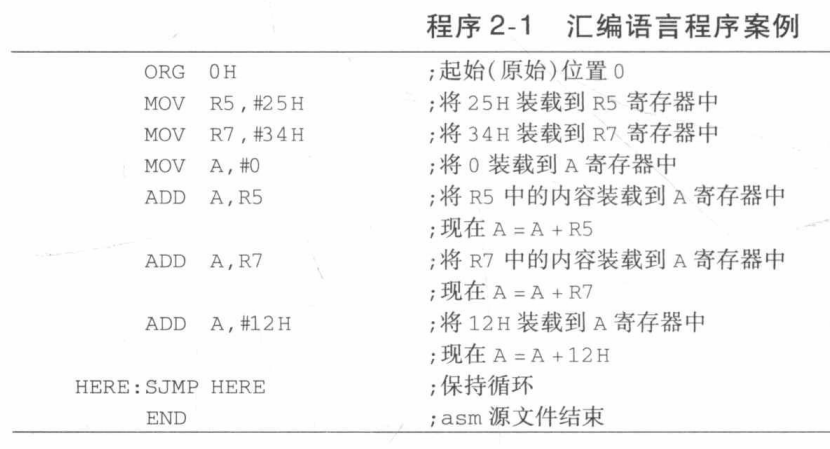 程序 2-1 汇编语言程序案例
ORG 0H ;起始(原始)位置 0
MOV R5,#25H ;将 25H 装载到 R5 寄存器中
MOV R7,#34H ;将 34H 装载到 R7 寄存器中
MOV A,#0 ;将 0 装载到 A 寄存器中
ADD A,R5 ;将 R5 中的内容装载到 A 寄存器中
;现在 A=A+R5
ADD A,R7 ;将 R7 中的内容装载到 A 寄存器中
;现在 A=A+R7
ADD A,#12H ;将 12H 装载到 A 寄存器中
;现在 A=A+12H
HERE:SJMP HERE ;保持循环
END ;asm 源文件结束